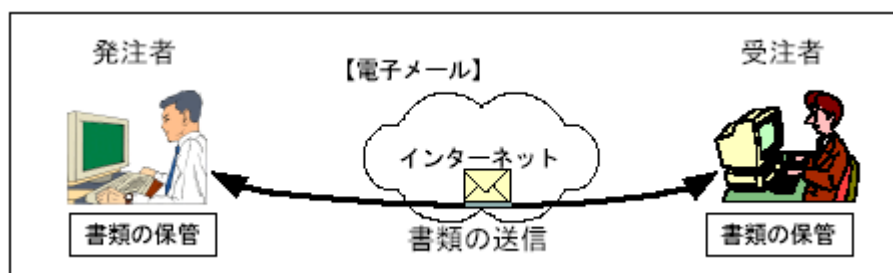 発注者
受注者
【電子メール】
インターネット
書類の送信
書類の保管
書類の保管